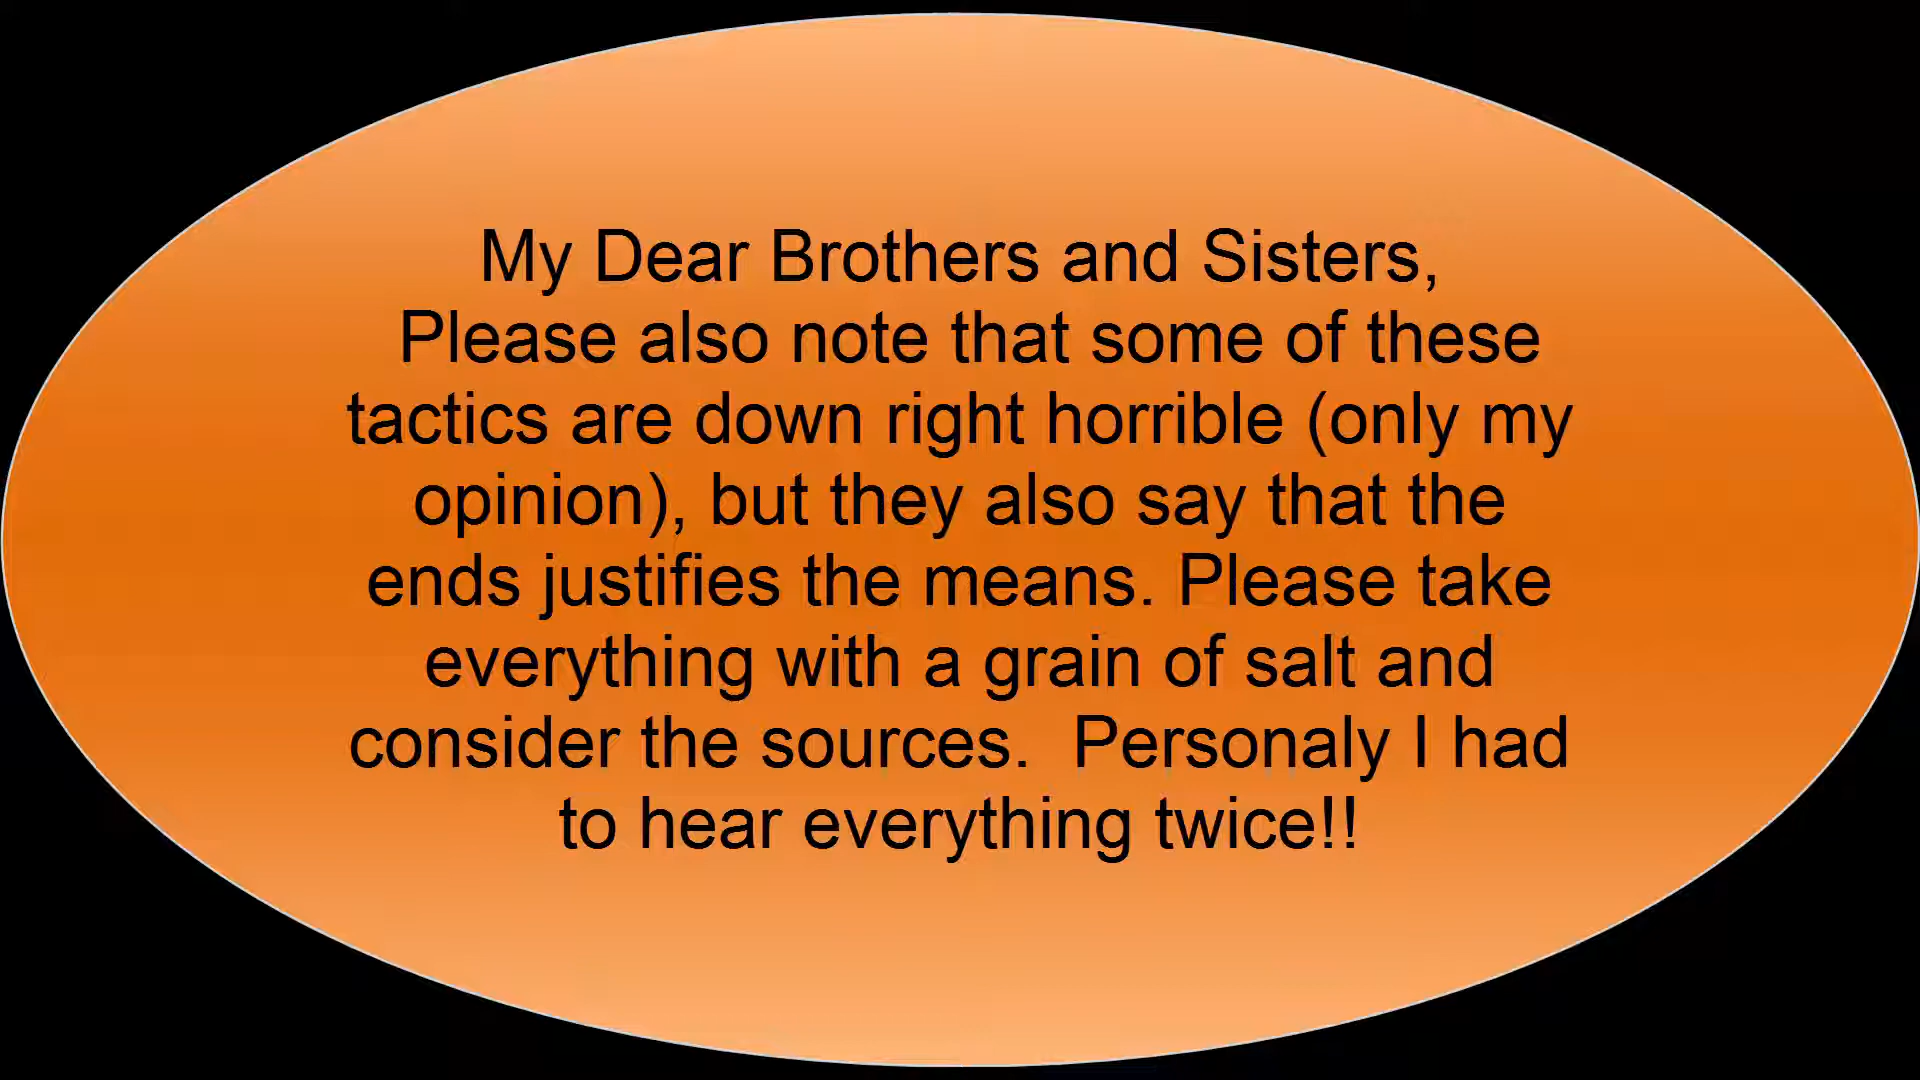 My Dear Brothers and Sisters,
Please also note that some of these
tactics are down right horrible (only my
opinion), but they also say that the
ends justifies the means. Please take
everything with a grain of salt and
consider the sources.  Personaly I had
to hear everything twice!!